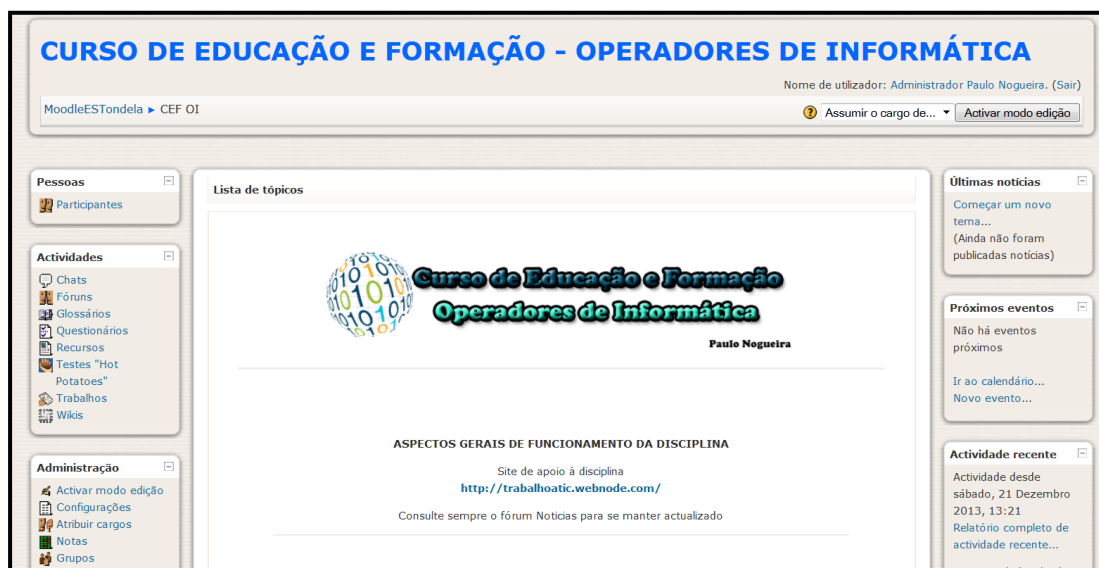 CURSO DE EDUCAÇÃO E FORMAÇÃO - OPERADORES DE INFORMÁTICA
Nome de utilizador: Administrador Paulo Nogueira. (Sair)
MoodleESTondela ► CEF OI
Assumir o cargo de...
Activar modo edição
Pessoas
Participantes
Actividades
Chats
Fóruns
Glossários
Questionários
Recursos
Testes "Hot
Potatoes"
Trabalhos
Wikis
Administração
Activar modo edição
Configurações
Atribuir cargos
Notas
Grupos
Lista de tópicos
Curso de Educação e Formação
Operadores de Informática
Paulo Nogueira
ASPECTOS GERAIS DE FUNCIONAMENTO DA DISCIPLINA
Site de apoio à disciplina
http://trabalhoatic.webnode.com/
Consulte sempre o fórum Noticias para se manter actualizado
Últimas notícias
Começar um novo
tema...
(Ainda não foram
publicadas notícias)
Próximos eventos
Não há eventos
próximos
Ir ao calendário...
Novo evento...
Actividade recente
Actividade desde
sábado, 21 Dezembro
2013, 13:21
Relatório completo de
actividade recente...